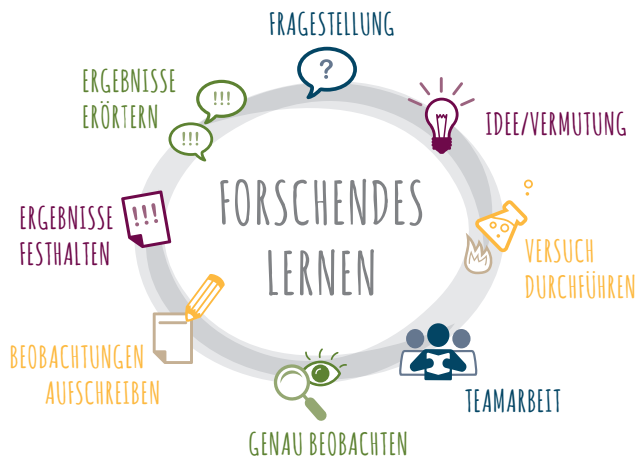 FRAGESTELLUNG
?
IDEE/VERMUTUNG
VERSUCH
DURCHFÜHREN
TEAMARBEIT
GENAU BEOBACHTEN
BEOBACHTUNGEN
AUFSCHREIBEN
ERGEBNISSE
FESTHALTEN
!!!
ERGEBNISSE
ERÖRTERN
!!!
!!!
FORSCHENDES
LERNEN